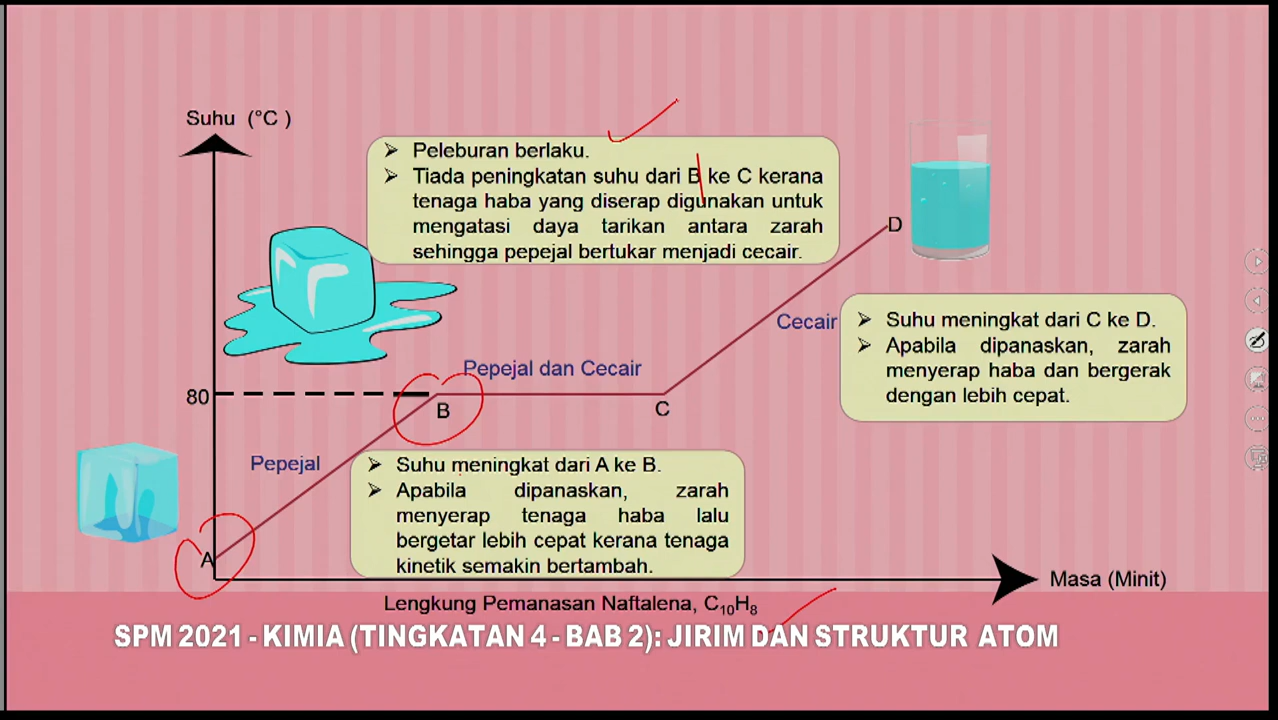 Suhu (°C )
➢ Peleburan berlaku.
➢ Tiada peningkatan suhu dari B ke C kerana
tenaga haba yang diserap digunakan untuk
mengatasi daya tarikan antara zarah
sehingga pepejal bertukar menjadi cecair.
D
Cecair
➢ Suhu meningkat dari C ke D.
➢ Apabila dipanaskan, zarah
menyerap haba dan bergerak
dengan lebih cepat.
Pepejal dan Cecair
80
B
C
Pepejal
➢ Suhu meningkat dari A ke B.
➢ Apabila dipanaskan, zarah
menyerap tenaga haba lalu
bergetar lebih cepat kerana tenaga
kinetik semakin bertambah.
A
Masa (Minit)
Lengkung Pemanasan Naftalena, C₁₀H₈
SPM 2021 - KIMIA (TINGKATAN 4 - BAB 2): JIRIM DAN STRUKTUR ATOM